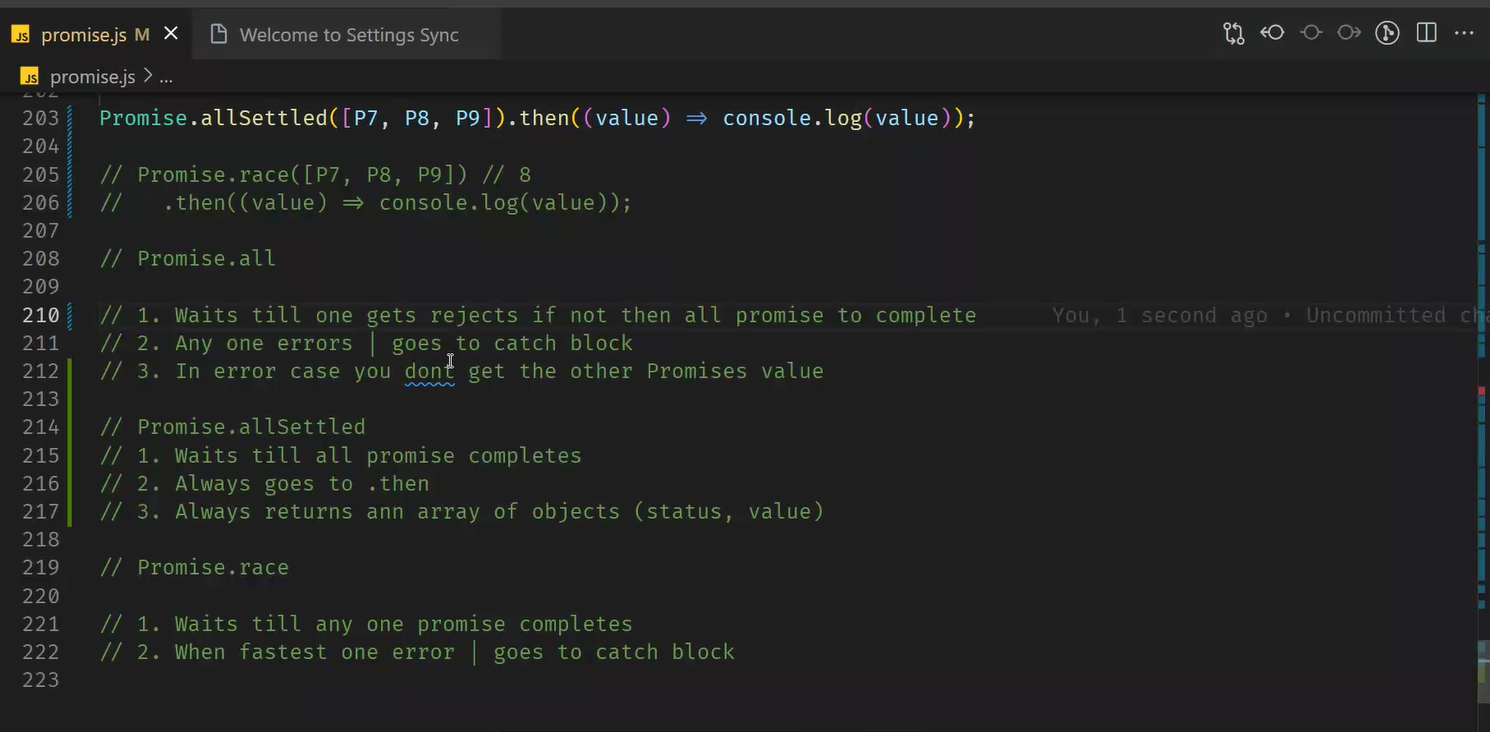 JS promise.js M Welcome to Settings Sync
JS promise.js > ...
202
203 Promise.allSettled([P7, P8, P9]).then((value) ⇒ console.log(value));
204
205 // Promise.race([P7, P8, P9]) // 8
206 //   .then((value) ⇒ console.log(value));
207
208 // Promise.all
209
210 // 1. Waits till one gets rejects if not then all promise to complete You, 1 second ago • Uncommitted
211 // 2. Any one errors | goes to catch block
212 // 3. In error case you dont get the other Promises value
213
214 // Promise.allSettled
215 // 1. Waits till all promise completes
216 // 2. Always goes to .then
217 // 3. Always returns ann array of objects (status, value)
218
219 // Promise.race
220
221 // 1. Waits till any one promise completes
222 // 2. When fastest one error | goes to catch block
223